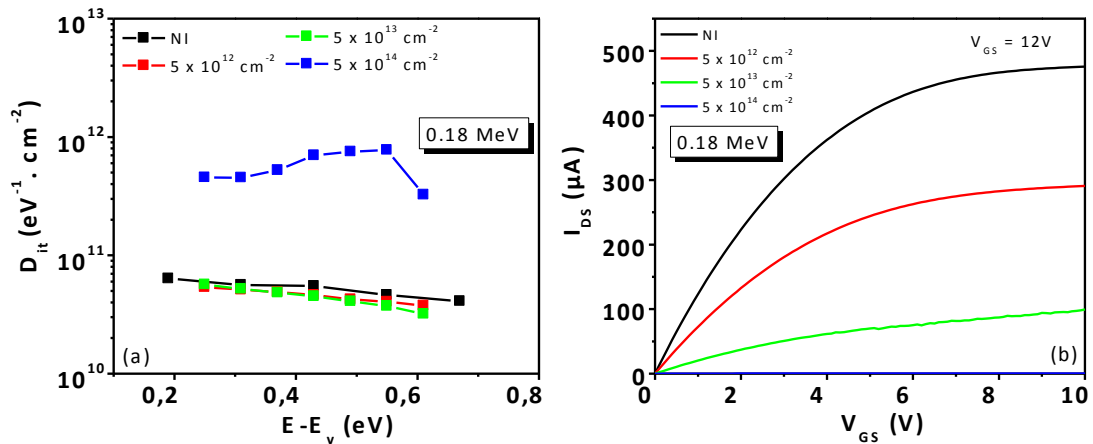 10^13
10^12
10^11
10^10
D_it (eV^-1 . cm^-2)
NI
5 x 10^12 cm^-2
5 x 10^13 cm^-2
5 x 10^14 cm^-2
0.18 MeV
(a)
0,2 0,4 0,6 0,8
E-E_v (eV)
500
400
300
200
100
0
I_DS (µA)
NI
5 x 10^12 cm^-2
5 x 10^13 cm^-2
5 x 10^14 cm^-2
V_GS = 12V
0.18 MeV
(b)
0 2 4 6 8 10
V_GS (V)